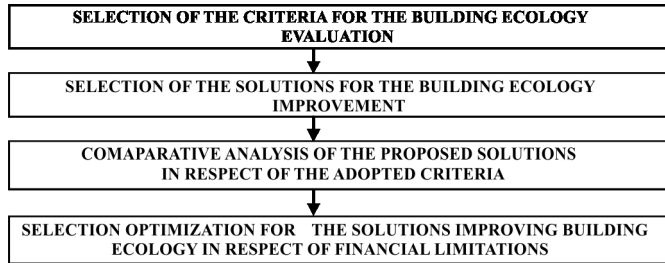 SELECTION OF THE CRITERIA FOR THE BUILDING ECOLOGY
EVALUATION
SELECTION OF THE SOLUTIONS FOR THE BUILDING ECOLOGY
IMPROVEMENT
COMAPARATIVE ANALYSIS OF THE PROPOSED SOLUTIONS
IN RESPECT OF THE ADOPTED CRITERIA
SELECTION OPTIMIZATION FOR THE SOLUTIONS IMPROVING BUILDING
ECOLOGY IN RESPECT OF FINANCIAL LIMITATIONS